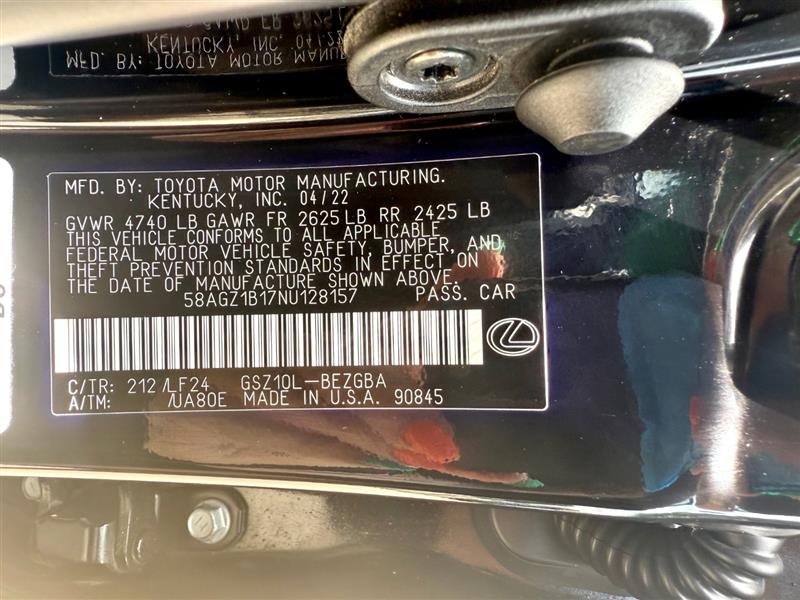 MFD. BY: TOYOTA MOTOR MANUFACTURING.
KENTUCKY, INC. 04/22
GVWR 4740 LB GAWR FR 2625 LB RR 2425 LB
THIS VEHICLE CONFORMS TO ALL APPLICABLE
FEDERAL MOTOR VEHICLE SAFETY, BUMPER, AND
THEFT PREVENTION STANDARDS IN EFFECT ON
THE DATE OF MANUFACTURE SHOWN ABOVE.
58AGZ1B17NU128157 PASS. CAR
C/TR: 212 /LF24 GSZ10L-BEZGBA
A/TM: /UA80E MADE IN U.S.A. 90845